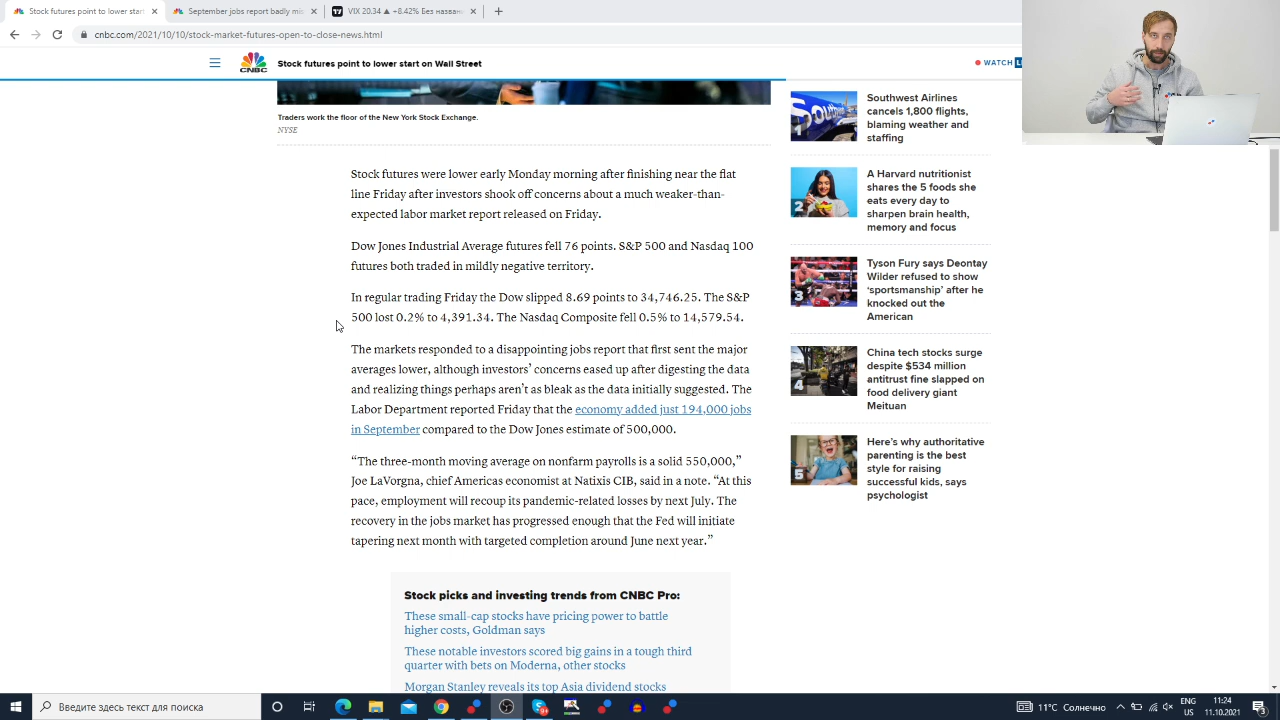 Stock futures point to lower start
September jobs report badly mis
VIX 20.34 ▲ +8.42% Без назван
cnbc.com/2021/10/10/stock-market-futures-open-to-close-news.html
CNBC
Stock futures point to lower start on Wall Street
WATCH L
Traders work the floor of the New York Stock Exchange.
NYSE
Stock futures were lower early Monday morning after finishing near the flat
line Friday after investors shook off concerns about a much weaker-than-
expected labor market report released on Friday.
Dow Jones Industrial Average futures fell 76 points. S&P 500 and Nasdaq 100
futures both traded in mildly negative territory.
In regular trading Friday the Dow slipped 8.69 points to 34,746.25. The S&P
500 lost 0.2% to 4,391.34. The Nasdaq Composite fell 0.5% to 14,579.54.
The markets responded to a disappointing jobs report that first sent the major
averages lower, although investors’ concerns eased up after digesting the data
and realizing things perhaps aren’t as bleak as the data initially suggested. The
Labor Department reported Friday that the economy added just 194,000 jobs
in September compared to the Dow Jones estimate of 500,000.
“The three-month moving average on nonfarm payrolls is a solid 550,000,”
Joe LaVorgna, chief Americas economist at Natixis CIB, said in a note. “At this
pace, employment will recoup its pandemic-related losses by next July. The
recovery in the jobs market has progressed enough that the Fed will initiate
tapering next month with targeted completion around June next year.”
Stock picks and investing trends from CNBC Pro:
These small-cap stocks have pricing power to battle
higher costs, Goldman says
These notable investors scored big gains in a tough third
quarter with bets on Moderna, other stocks
Morgan Stanley reveals its top Asia dividend stocks
1
Southwest Airlines
cancels 1,800 flights,
blaming weather and
staffing
2
A Harvard nutritionist
shares the 5 foods she
eats every day to
sharpen brain health,
memory and focus
3
Tyson Fury says Deontay
Wilder refused to show
‘sportsmanship’ after he
knocked out the
American
4
China tech stocks surge
despite $534 million
antitrust fine slapped on
food delivery giant
Meituan
5
Here’s why authoritative
parenting is the best
style for raising
successful kids, says
psychologist
Введите здесь текст для поиска
11°C Солнечно
ENG
US
11:24
11.10.2021